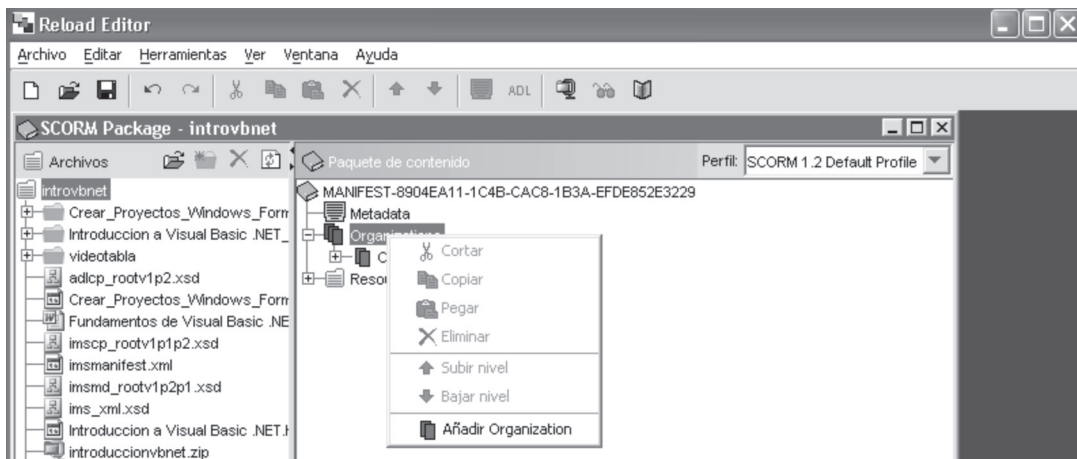 Reload Editor
Archivo Editar Herramientas Ver Ventana Ayuda
ADL
SCORM Package - introvbnet
Archivos
Paquete de contenido
Perfil: SCORM 1.2 Default Profile
introvbnet
Crear_Proyectos_Windows_Form
Introduccion a Visual Basic .NET_
videotabla
adlcp_rootv1p2.xsd
Crear_Proyectos_Windows_Form
Fundamentos de Visual Basic .NE
imscp_rootv1p1p2.xsd
imsmanifest.xml
imsmd_rootv1p2p1.xsd
ims_xml.xsd
Introduccion a Visual Basic .NET.h
introduccionvbnet.zip
MANIFEST-8904EA11-1C4B-CAC8-1B3A-EFDE852E3229
Metadata
Organizations
C
Resou
Cortar
Copiar
Pegar
Eliminar
Subir nivel
Bajar nivel
Añadir Organization